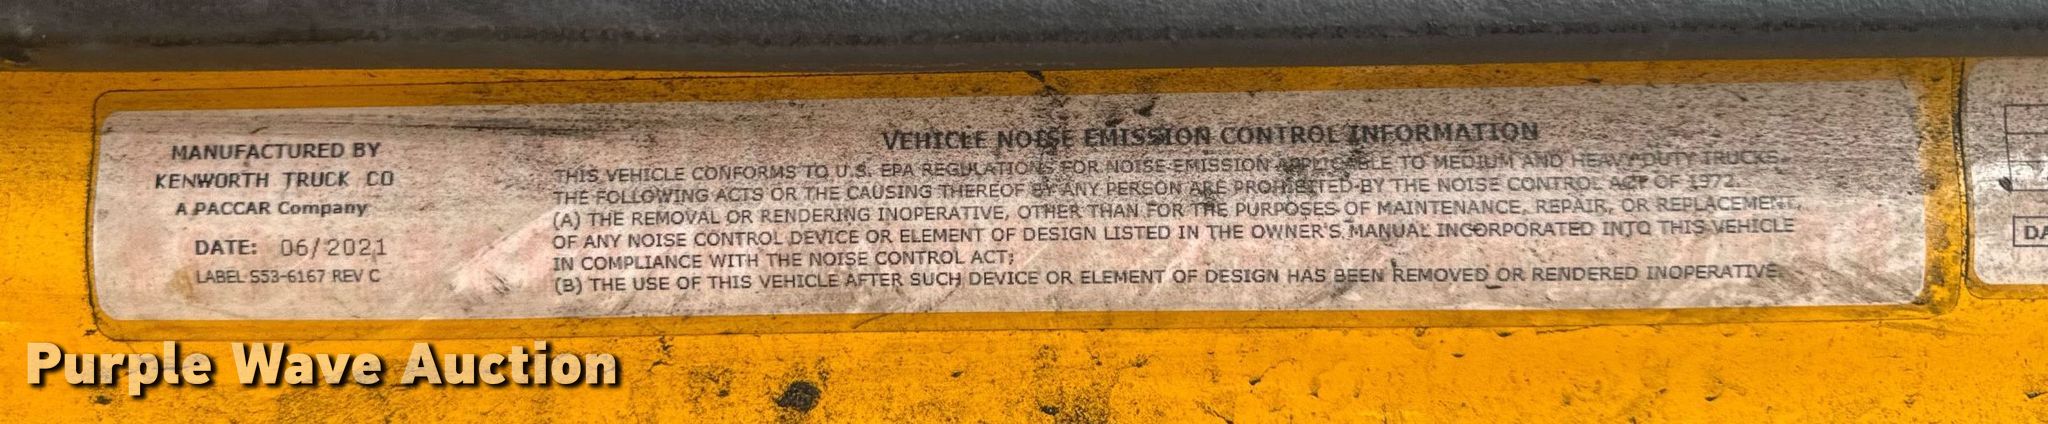 MANUFACTURED BY
KENWORTH TRUCK CO
A PACCAR Company
DATE: 06/2021
LABEL S53-6167 REV C
VEHICLE NOISE EMISSION CONTROL INFORMATION
THIS VEHICLE CONFORMS TO U.S. EPA REGULATIONS FOR NOISE EMISSION APPLICABLE TO MEDIUM AND HEAVY DUTY TRUCKS.
THE FOLLOWING ACTS OR THE CAUSING THEREOF BY ANY PERSON ARE PROHIBITED BY THE NOISE CONTROL ACT OF 1972.
(A) THE REMOVAL OR RENDERING INOPERATIVE, OTHER THAN FOR THE PURPOSES OF MAINTENANCE, REPAIR, OR REPLACEMENT,
OF ANY NOISE CONTROL DEVICE OR ELEMENT OF DESIGN LISTED IN THE OWNER'S MANUAL INCORPORATED INTO THIS VEHICLE
IN COMPLIANCE WITH THE NOISE CONTROL ACT;
(B) THE USE OF THIS VEHICLE AFTER SUCH DEVICE OR ELEMENT OF DESIGN HAS BEEN REMOVED OR RENDERED INOPERATIVE.
DA
Purple Wave Auction